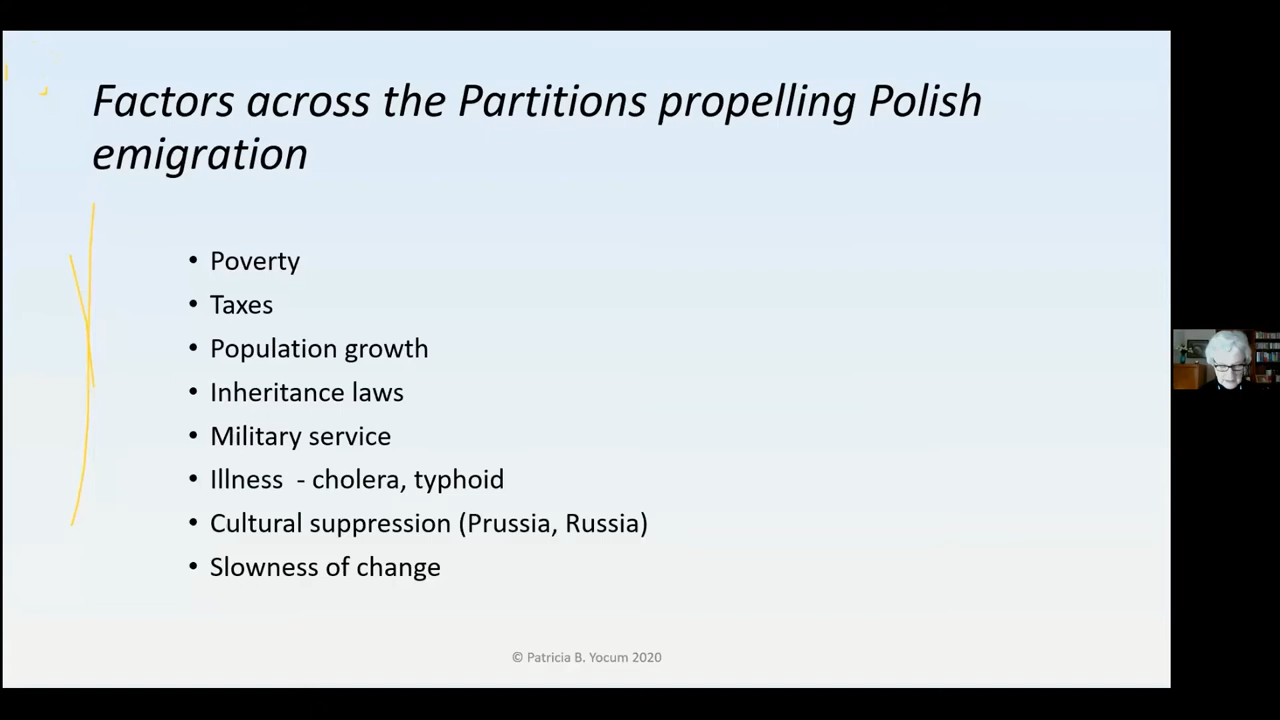 Factors across the Partitions propelling Polish
emigration
• Poverty
• Taxes
• Population growth
• Inheritance laws
• Military service
• Illness - cholera, typhoid
• Cultural suppression (Prussia, Russia)
• Slowness of change
© Patricia B. Yocum 2020